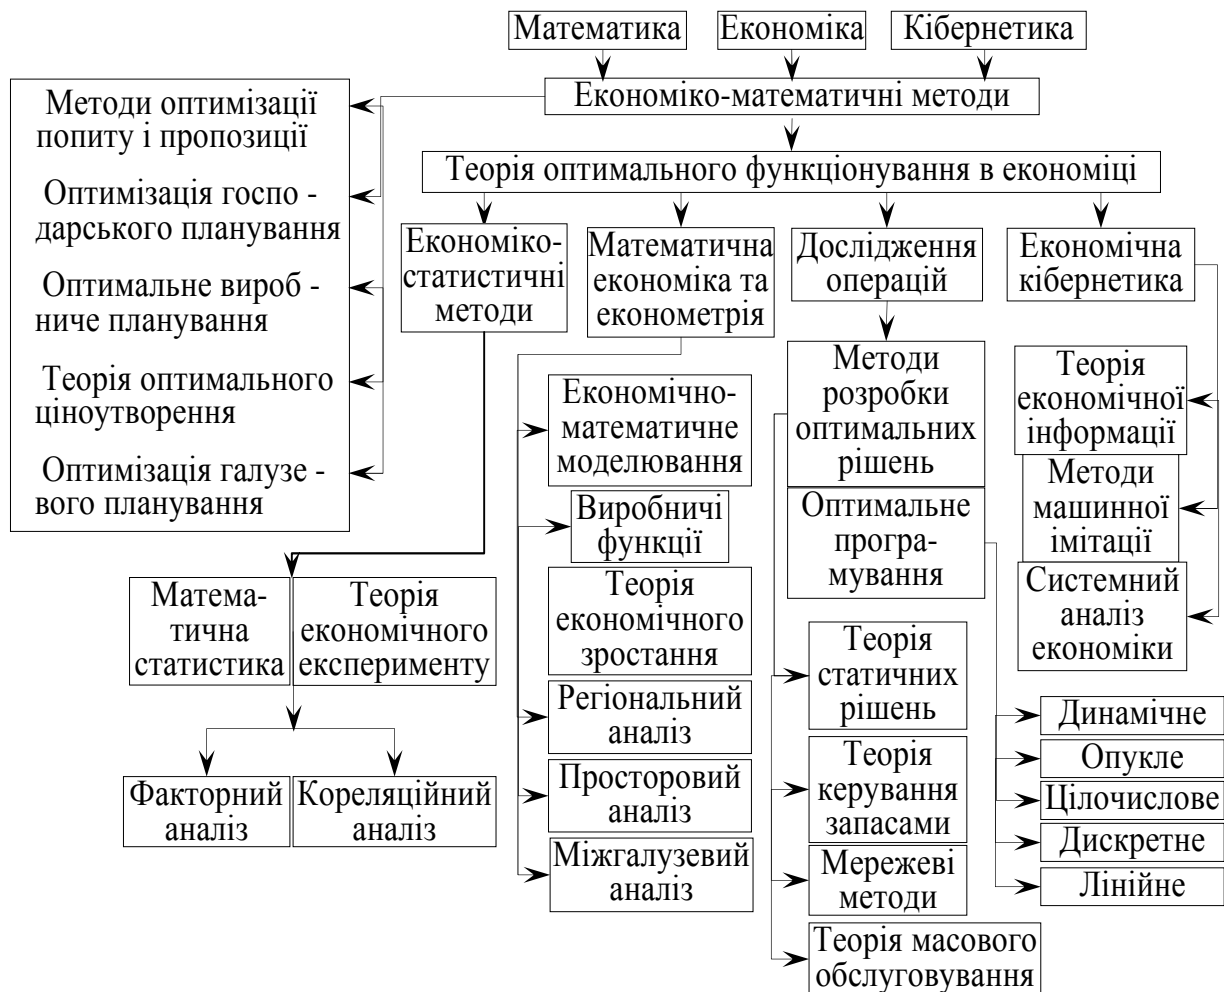 Математика
Економіка
Кібернетика
Економіко-математичні методи
Теорія оптимального функціонування в економіці
Методи оптимізації
попиту і пропозиції
Оптимізація госпо -
дарського планування
Оптимальне вироб -
ниче планування
Теорія оптимального
ціноутворення
Оптимізація галузе -
вого планування
Економіко-
статистичні
методи
Математична
економіка та
економетрія
Дослідження
операцій
Економічна
кібернетика
Матема-
тична
статистика
Теорія
економічного
експерименту
Факторний
аналіз
Кореляційний
аналіз
Економічно-
математичне
моделювання
Виробничі
функції
Теорія
економічного
зростання
Регіональний
аналіз
Просторовий
аналіз
Міжгалузевий
аналіз
Методи
розробки
оптимальних
рішень
Оптимальне
програ-
мування
Теорія
статичних
рішень
Теорія
керування
запасами
Мережеві
методи
Теорія масового
обслуговування
Теорія
економічної
інформації
Методи
машинної
імітації
Системний
аналіз
економіки
Динамічне
Опукле
Цілочислове
Дискретне
Лінійне